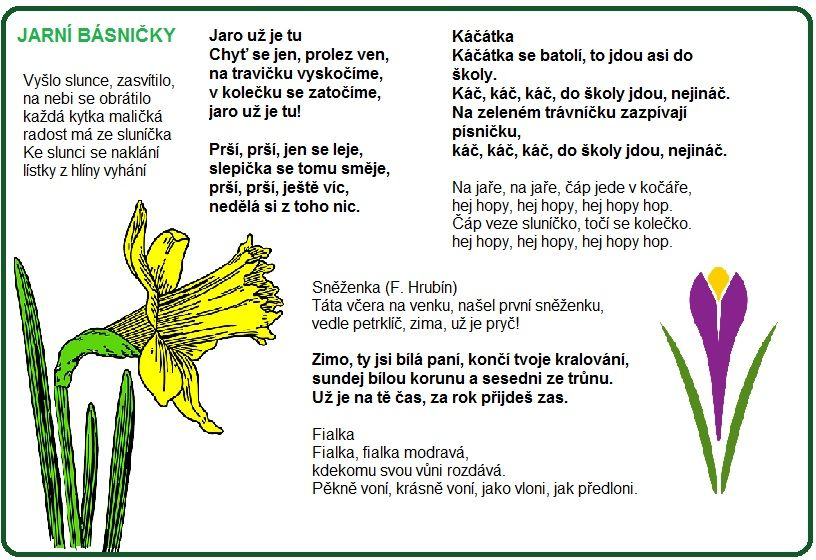 JARNÍ BÁSNIČKY
Vyšlo slunce, zasvítilo,
na nebi se obrátilo
každá kytka maličká
radost má ze sluníčka
Ke slunci se naklání
lístky z hlíny vyhání
Jaro už je tu
Chyť se jen, prolez ven,
na travičku vyskočíme,
v kolečku se zatočíme,
jaro už je tu!
Prší, prší, jen se leje,
slepička se tomu směje,
prší, prší, ještě víc,
nedělá si z toho nic.
Káčátka
Káčátka se batolí, to jdou asi do
školy.
Káč, káč, káč, do školy jdou, nejináč.
Na zeleném trávníčku zazpívají
písničku,
káč, káč, káč, do školy jdou, nejináč.
Na jaře, na jaře, čáp jede v kočáře,
hej hopy, hej hopy, hej hopy hop.
Čáp veze sluníčko, točí se kolečko.
hej hopy, hej hopy, hej hopy hop.
Sněženka (F. Hrubín)
Táta včera na venku, našel první sněženku,
vedle petrklíč, zima, už je pryč!
Zimo, ty jsi bílá paní, končí tvoje kralování,
sundej bílou korunu a sesedni ze trůnu.
Už je na tě čas, za rok přijdeš zas.
Fialka
Fialka, fialka modravá,
kdekomu svou vůni rozdává.
Pěkně voní, krásně voní, jako vloni, jak předloni.